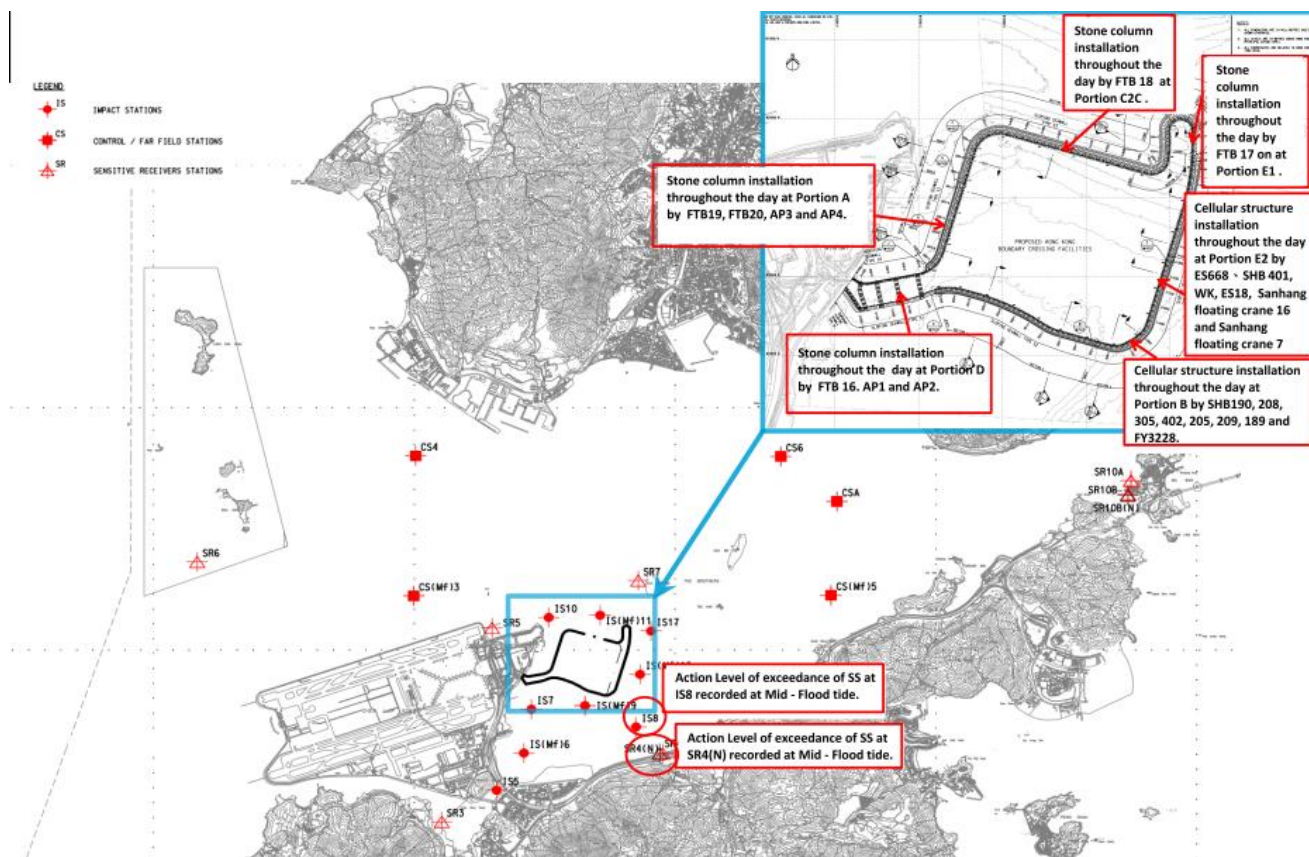 LEGEND
IS
IMPACT STATIONS
CS
CONTROL / FAR FIELD STATIONS
SR
SENSITIVE RECEIVERS STATIONS
Stone column
installation
throughout the
day by FTB 18 at
Portion C2C .
Stone
column
installation
throughout
the day by
FTB 17 on at
Portion E1 .
Stone column installation
throughout the day at Portion A
by FTB19, FTB20, AP3 and AP4.
Cellular structure
installation
throughout the day
at Portion E2 by
ES668、SHB 401,
WK, ES18, Sanhang
floating crane 16
and Sanhang
floating crane 7
PROPOSED HONG KONG
BOUNDARY CROSSING FACILITIES
Stone column installation
throughout the day at Portion D
by FTB 16. AP1 and AP2.
Cellular structure installation
throughout the day at
Portion B by SHB190, 208,
305, 402, 205, 209, 189 and
FY3228.
CS4
CS6
CSA
SR10A
SR10B
SR10B(N)
SR6
SR7
CS(Mf)3
CS(Mf)5
IS10
IS(Mf)11
SR5
IS17
Action Level of exceedance of SS at
IS8 recorded at Mid - Flood tide.
IS7
IS(Mf)9
IS8
Action Level of exceedance of SS at
SR4(N) recorded at Mid - Flood tide.
SR4(N)
IS(Mf)6
IS5
SR3